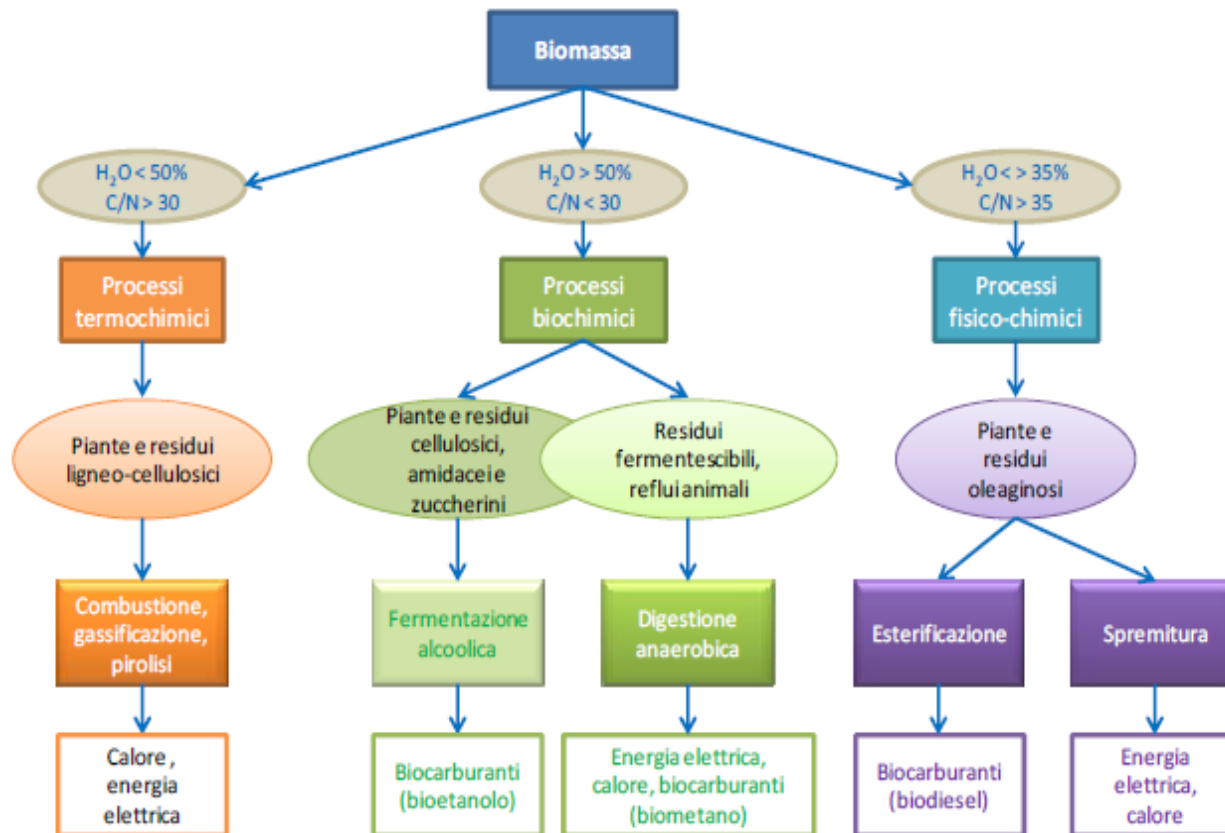 Biomassa
H₂O < 50%
C/N > 30
H₂O > 50%
C/N < 30
H₂O < > 35%
C/N > 35
Processi
termochimici
Processi
biochimici
Processi
fisico-chimici
Piante e residui
ligneo-cellulosici
Piante e residui
cellulosici,
amidacei e
zuccherini
Residui
fermentescibili,
reflui animali
Piante e
residui
oleaginosi
Combustione,
gassificazione,
pirolisi
Fermentazione
alcoolica
Digestione
anaerobica
Esterificazione
Spremitura
Calore ,
energia
elettrica
Biocarburanti
(bioetanolo)
Energia elettrica,
calore, biocarburanti
(biometano)
Biocarburanti
(biodiesel)
Energia
elettrica,
calore